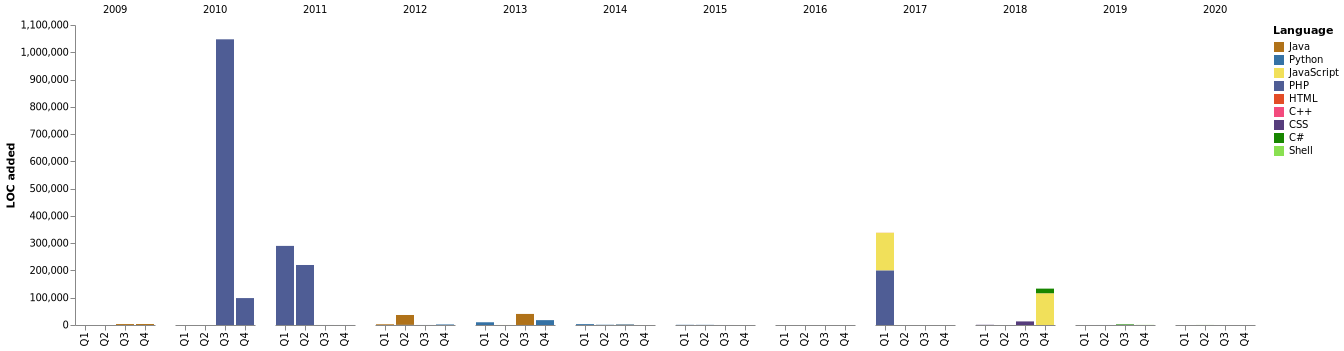 2009 2010 2011 2012 2013 2014 2015 2016 2017 2018 2019 2020
LOC added
1,100,000
1,000,000
900,000
800,000
700,000
600,000
500,000
400,000
300,000
200,000
100,000
0
Q1 Q2 Q3 Q4 Q1 Q2 Q3 Q4 Q1 Q2 Q3 Q4 Q1 Q2 Q3 Q4 Q1 Q2 Q3 Q4 Q1 Q2 Q3 Q4 Q1 Q2 Q3 Q4 Q1 Q2 Q3 Q4 Q1 Q2 Q3 Q4 Q1 Q2 Q3 Q4 Q1 Q2 Q3 Q4 Q1 Q2 Q3 Q4
Language
Java
Python
JavaScript
PHP
HTML
C++
CSS
C#
Shell